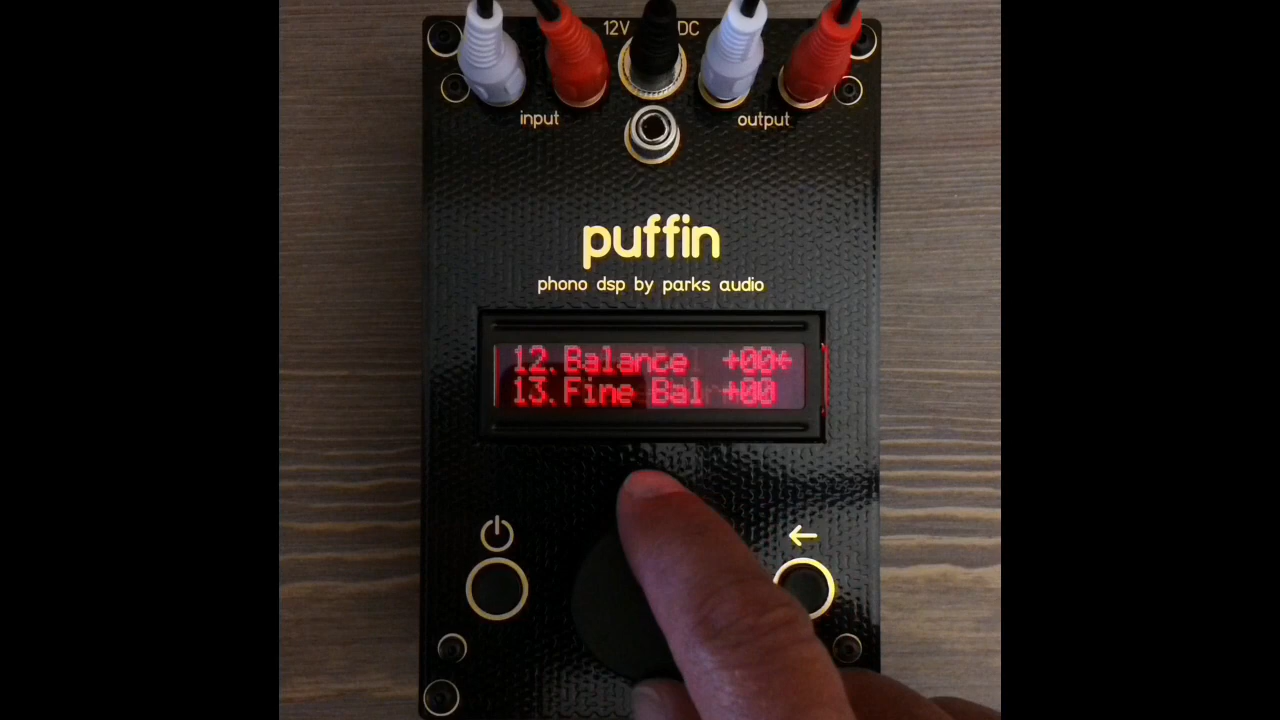 12V DC
input
output
puffin
phono dsp by parks audio
12.Balance +00←
13.Fine Bal +00